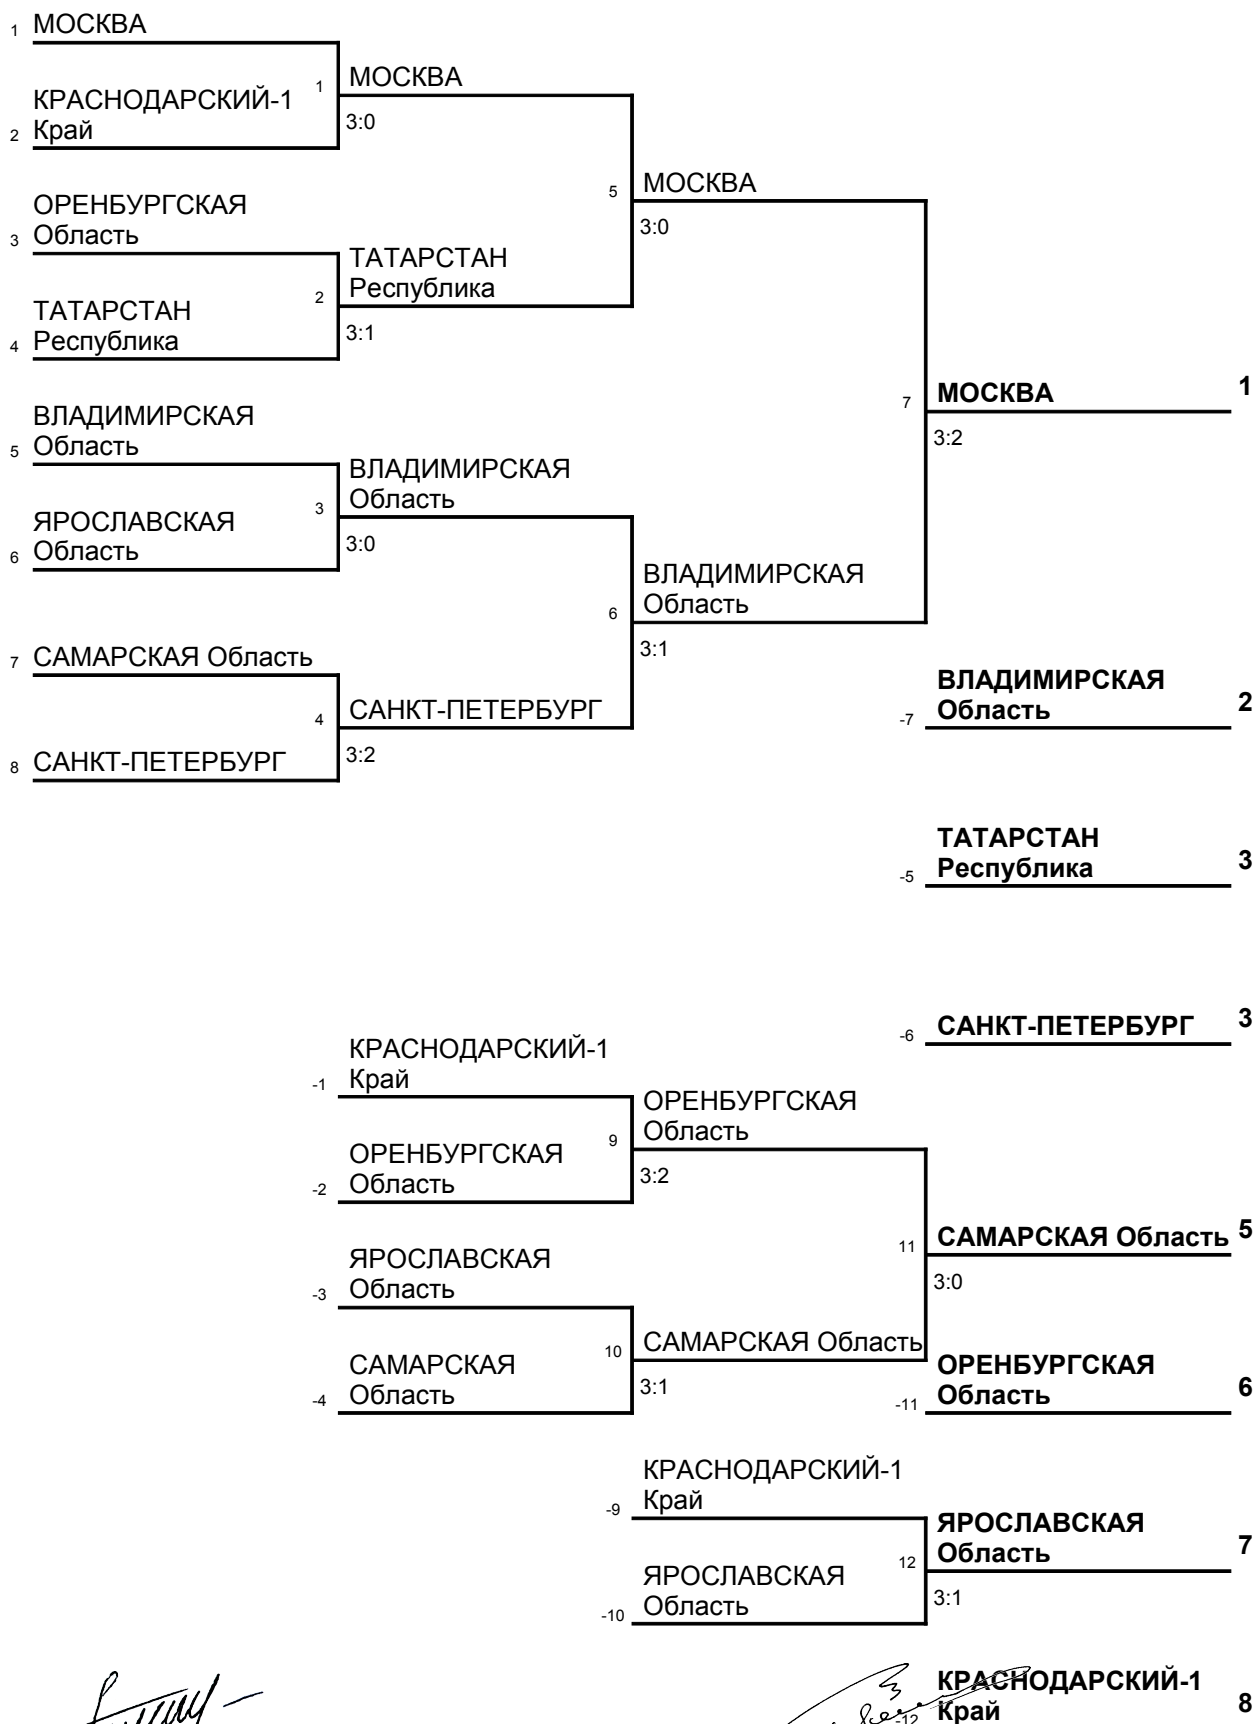 1 МОСКВА
1 МОСКВА
КРАСНОДАРСКИЙ-1
2 Край
3:0
5 МОСКВА
3:0
ОРЕНБУРГСКАЯ
3 Область
2 ТАТАРСТАН
Республика
3:1
ТАТАРСТАН
4 Республика
7 МОСКВА 1
3:2
ВЛАДИМИРСКАЯ
5 Область
3 ВЛАДИМИРСКАЯ
Область
3:0
ЯРОСЛАВСКАЯ
6 Область
6 ВЛАДИМИРСКАЯ
Область
3:1
7 САМАРСКАЯ Область
4 САНКТ-ПЕТЕРБУРГ
3:2
8 САНКТ-ПЕТЕРБУРГ
ВЛАДИМИРСКАЯ
-7 Область 2
ТАТАРСТАН
-5 Республика 3
-6 САНКТ-ПЕТЕРБУРГ 3
КРАСНОДАРСКИЙ-1
-1 Край
9 ОРЕНБУРГСКАЯ
Область
3:2
ОРЕНБУРГСКАЯ
-2 Область
11 САМАРСКАЯ Область 5
3:0
ЯРОСЛАВСКАЯ
-3 Область
10 САМАРСКАЯ Область
3:1
САМАРСКАЯ
-4 Область
ОРЕНБУРГСКАЯ
-11 Область 6
КРАСНОДАРСКИЙ-1
-9 Край
12 ЯРОСЛАВСКАЯ
Область 7
3:1
ЯРОСЛАВСКАЯ
-10 Область
КРАСНОДАРСКИЙ-1
-12 Край 8